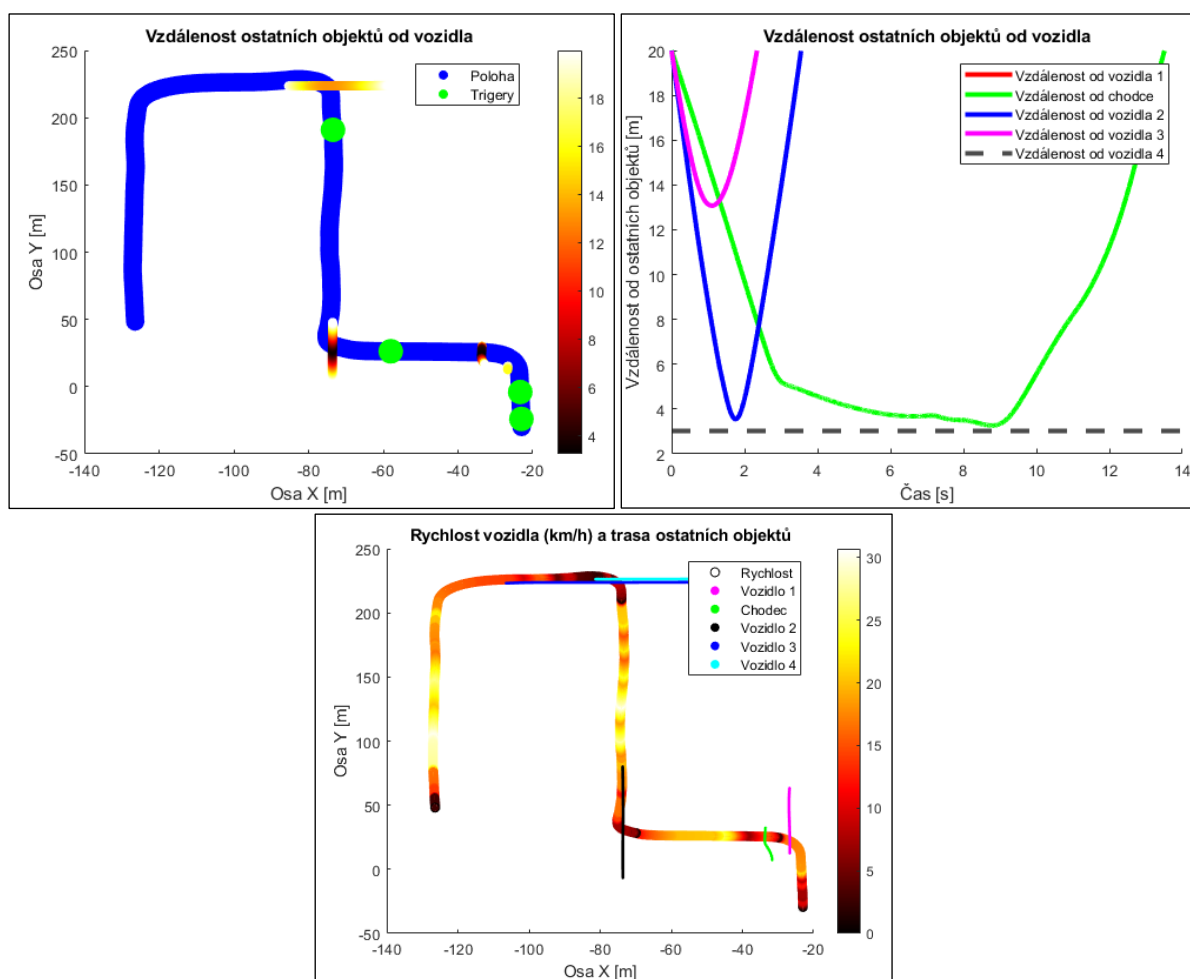 Vzdálenost ostatních objektů od vozidla
250
200
150
100
50
0
-50
Osa Y [m]
-140
-120
-100
-80
-60
-40
-20
Osa X [m]
Poloha
Trigery
18
16
14
12
10
8
6
4
Vzdálenost ostatních objektů od vozidla
20
18
16
14
12
10
8
6
4
2
Vzdálenost od ostatních objektů [m]
0
2
4
6
8
10
12
14
Čas [s]
Vzdálenost od vozidla 1
Vzdálenost od chodce
Vzdálenost od vozidla 2
Vzdálenost od vozidla 3
Vzdálenost od vozidla 4
Rychlost vozidla (km/h) a trasa ostatních objektů
250
200
150
100
50
0
-50
Osa Y [m]
-140
-120
-100
-80
-60
-40
-20
Osa X [m]
Rychlost
Vozidlo 1
Chodec
Vozidlo 2
Vozidlo 3
Vozidlo 4
30
25
20
15
10
5
0